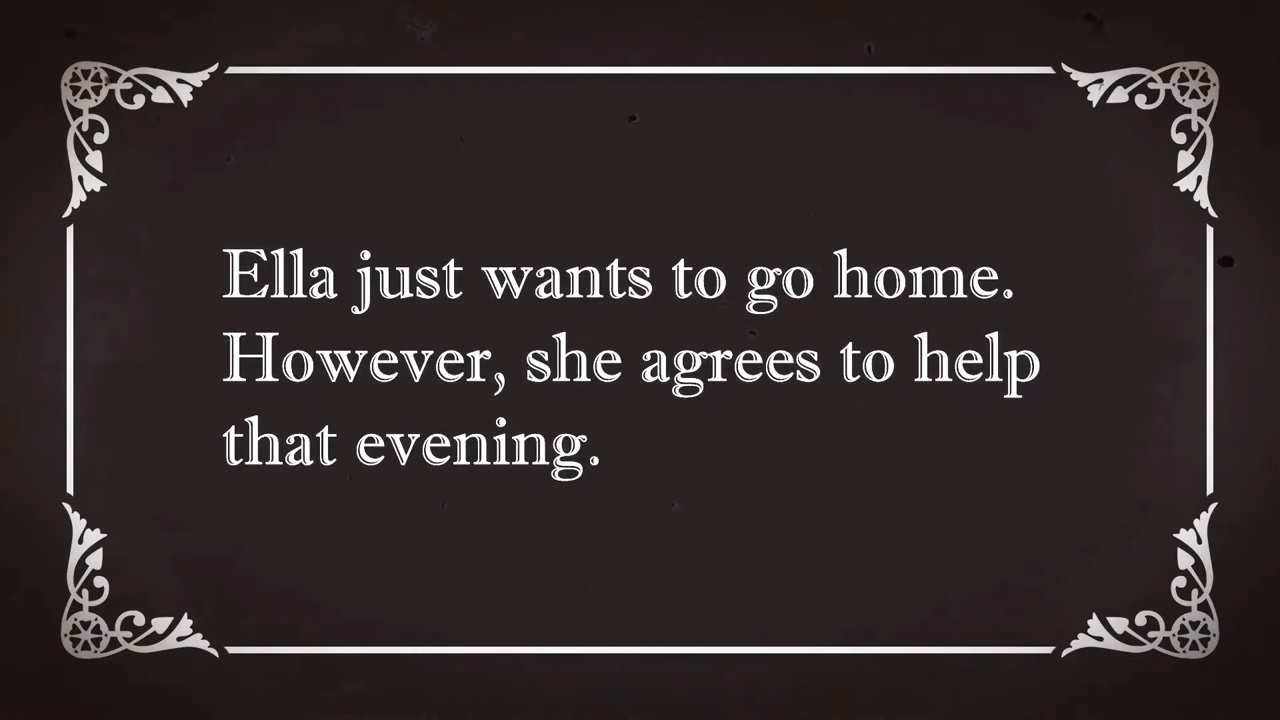 Ella just wants to go home.
However, she agrees to help
that evening.